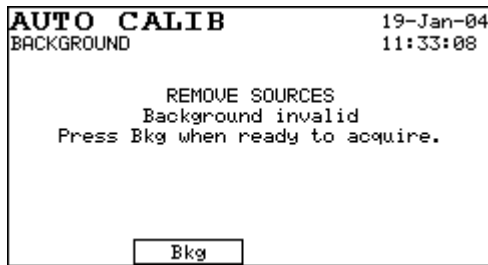 AUTO CALIB 19-Jan-04
BACKGROUND 11:33:08
REMOVE SOURCES
Background invalid
Press Bkg when ready to acquire.
Bkg